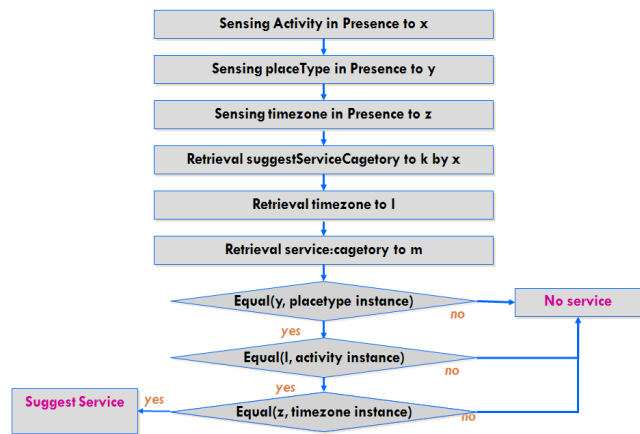 Sensing Activity in Presence to x
Sensing placeType in Presence to y
Sensing timezone in Presence to z
Retrieval suggestServiceCagetory to k by x
Retrieval timezone to l
Retrieval service:cagetory to m
Equal(y, placetype instance)
No service
no
yes
Equal(l, activity instance)
no
yes
Suggest Service
yes
Equal(z, timezone instance)
no